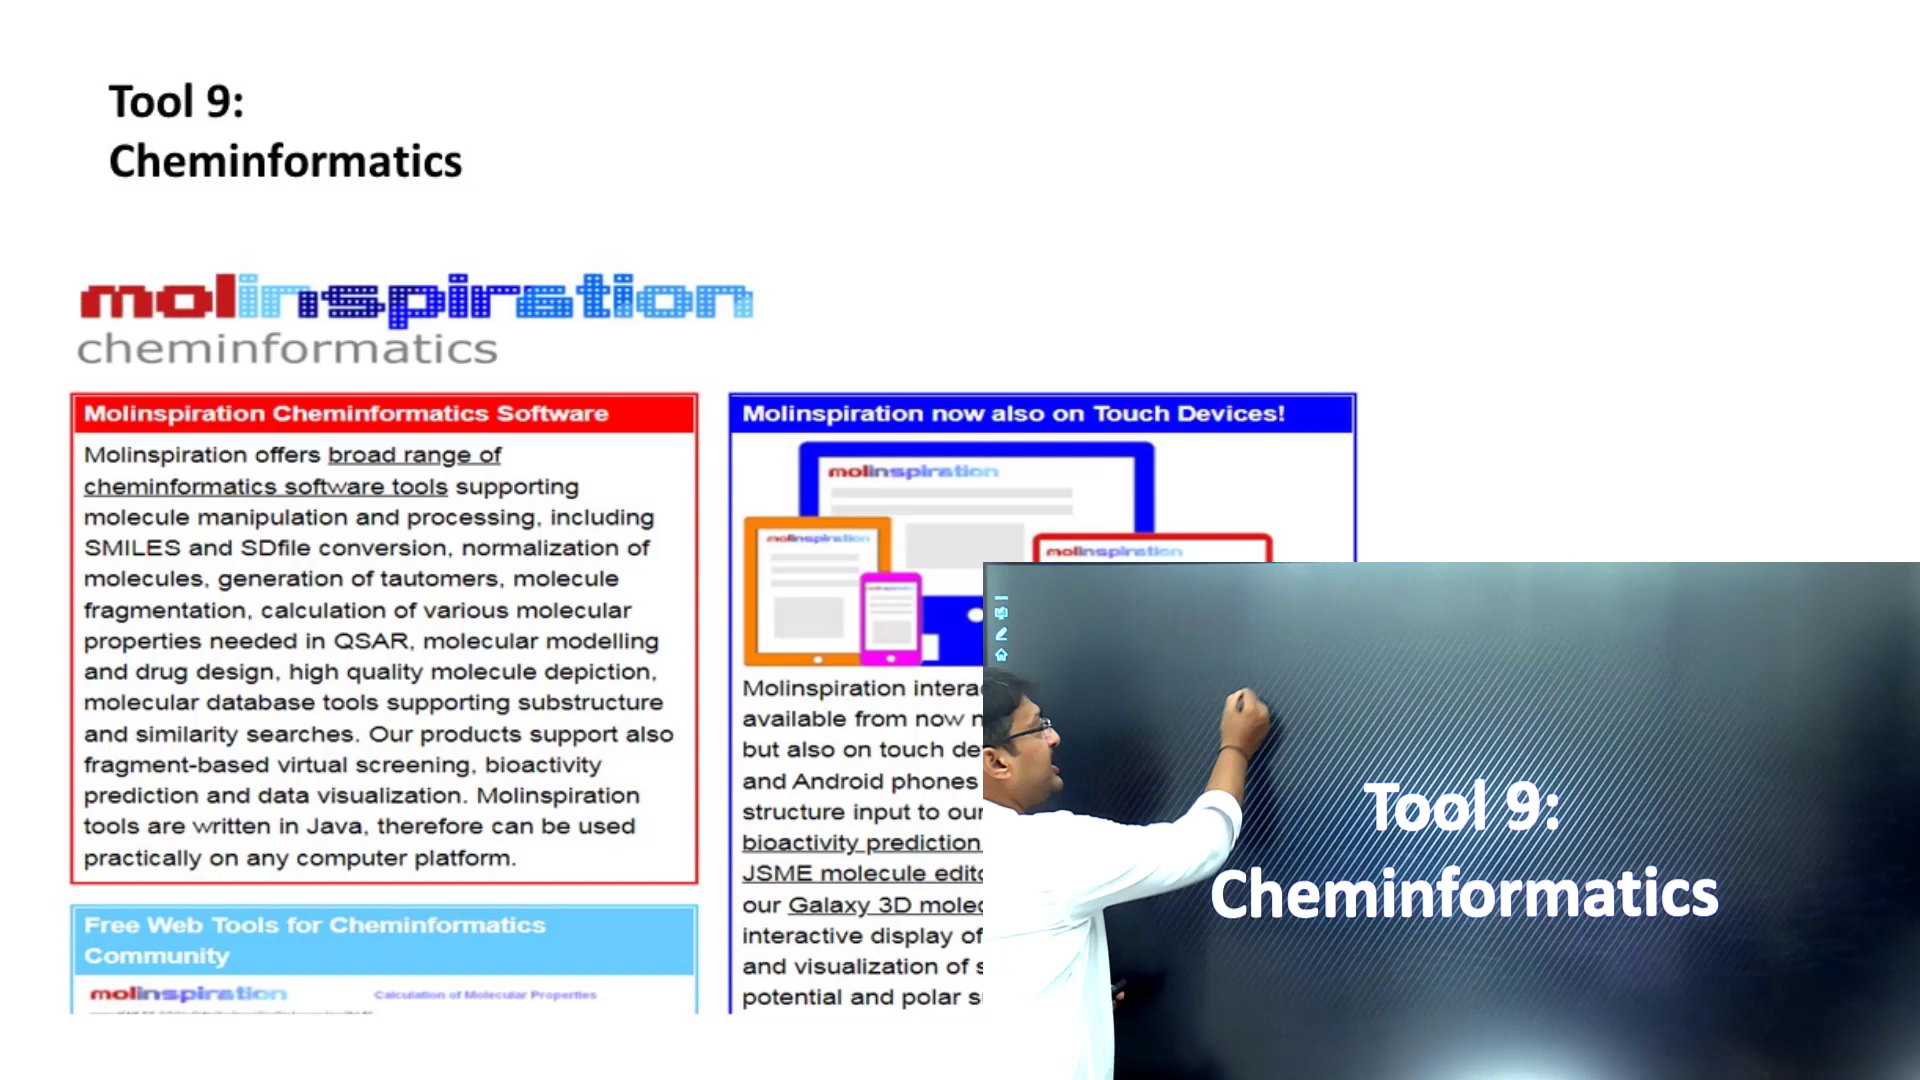 Tool 9:
Cheminformatics
molinspiration
cheminformatics
Molinspiration Cheminformatics Software
Molinspiration offers broad range of
cheminformatics software tools supporting
molecule manipulation and processing, including
SMILES and SDfile conversion, normalization of
molecules, generation of tautomers, molecule
fragmentation, calculation of various molecular
properties needed in QSAR, molecular modelling
and drug design, high quality molecule depiction,
molecular database tools supporting substructure
and similarity searches. Our products support also
fragment-based virtual screening, bioactivity
prediction and data visualization. Molinspiration
tools are written in Java, therefore can be used
practically on any computer platform.
Free Web Tools for Cheminformatics
Community
molinspiration Calculation of Molecular Properties
Molinspiration now also on Touch Devices!
molinspiration
molinspiration
molinspiration
molinspiration
Molinspiration
available from now
but also on touch
and Android phones
structure input to our
bioactivity prediction
JSME molecule
our Galaxy 3D
interactive display of
and visualization of
potential and polar
Tool 9:
Cheminformatics